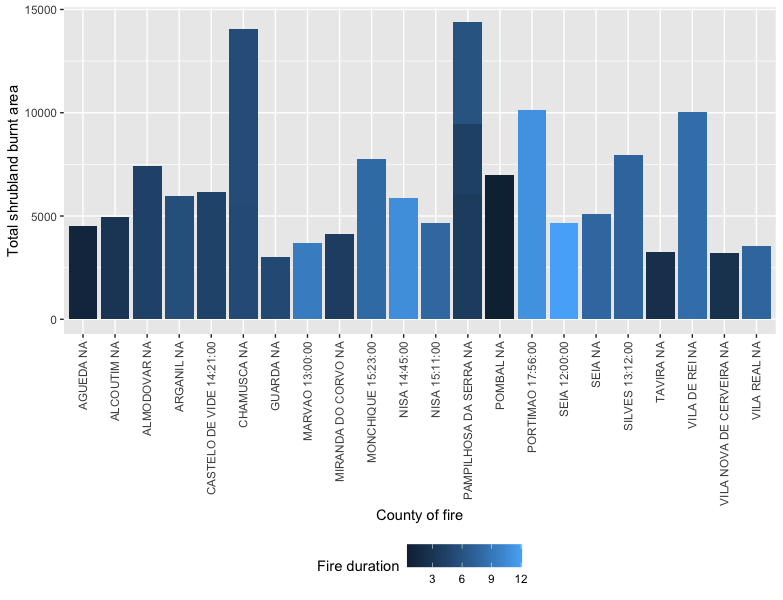 15000
10000
5000
0
Total shrubland burnt area
AGUEDA NA
ALCOUTIM NA
ALMODOVAR NA
ARGANIL NA
CASTELO DE VIDE 14:21:00
CHAMUSCA NA
GUARDA NA
MARVAO 13:00:00
MIRANDA DO CORVO NA
MONCHIQUE 15:23:00
NISA 14:45:00
NISA 15:11:00
PAMPILHOSA DA SERRA NA
POMBAL NA
PORTIMAO 17:56:00
SEIA 12:00:00
SEIA NA
SILVES 13:12:00
TAVIRA NA
VILA DE REI NA
VILA NOVA DE CERVEIRA NA
VILA REAL NA
County of fire
Fire duration
3 6 9 12